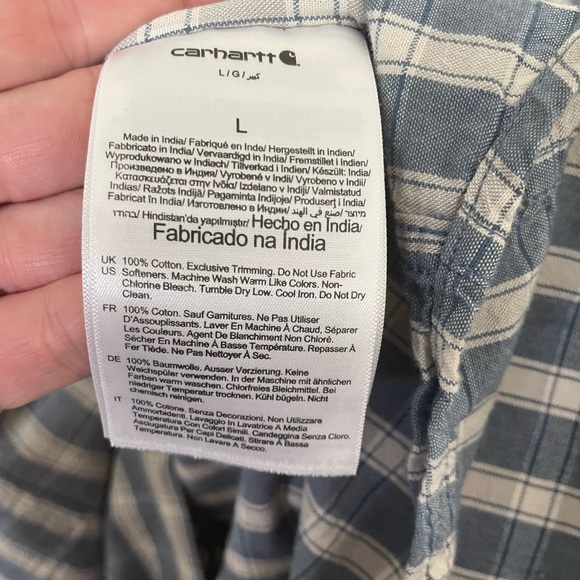 carhartt
L/G/كبير
L
Made in India/ Fabriqué en Inde/ Hergestellt in Indien/
Fabbricato in India/ Vervaardigd in India/ Fremstillet i Indien/
Wyprodukowano w Indiach/ Tillverkad i Indien/ Készült: India/
Произведено в Индия/ Vyrobené v Indii/ Vyrobeno v Indii/
Κατασκευάζεται στην Ινδία/ Izdelano v Indiji/ Valmistatud
Indias/ Ražots Indijā/ Pagaminta Indijoje/ Produsert i India/
Fabricat în India/ Изготовлено в Индии/ صنع في الهند/ מיוצר
בהודו/ Hindistan'da yapılmıştır/ Hecho en India/
Fabricado na Índia
UK 100% Cotton. Exclusive Trimming. Do Not Use Fabric
US Softeners. Machine Wash Warm Like Colors. Non-
Chlorine Bleach. Tumble Dry Low. Cool Iron. Do Not Dry
Clean.
FR 100% Coton. Sauf Garnitures. Ne Pas Utiliser
D'Assouplissants. Laver En Machine À Chaud, Séparer
Les Couleurs. Agent De Blanchiment Non Chloré.
Sécher En Machine À Basse Température. Repasser À
Fer Tiède. Ne Pas Nettoyer À Sec.
DE 100% Baumwolle. Ausser Verzierung. Keine
Weichspüler verwenden. In der Maschine mit ähnlichen
Farben warm waschen. Chlorfreies Bleichmittel. Bei
niedriger Temperatur trocknen. Kühl bügeln. Nicht
chemisch reinigen.
IT 100% Cotone. Senza Decorazioni. Non Utilizzare
Ammorbidenti. Lavaggio In Lavatrice A Media
Temperatura Con Colori Simili. Candeggina Senza Cloro.
Asciugatura Per Capi Delicati. Stirare À Bassa
Temperatura. Non Lavare A Secco.